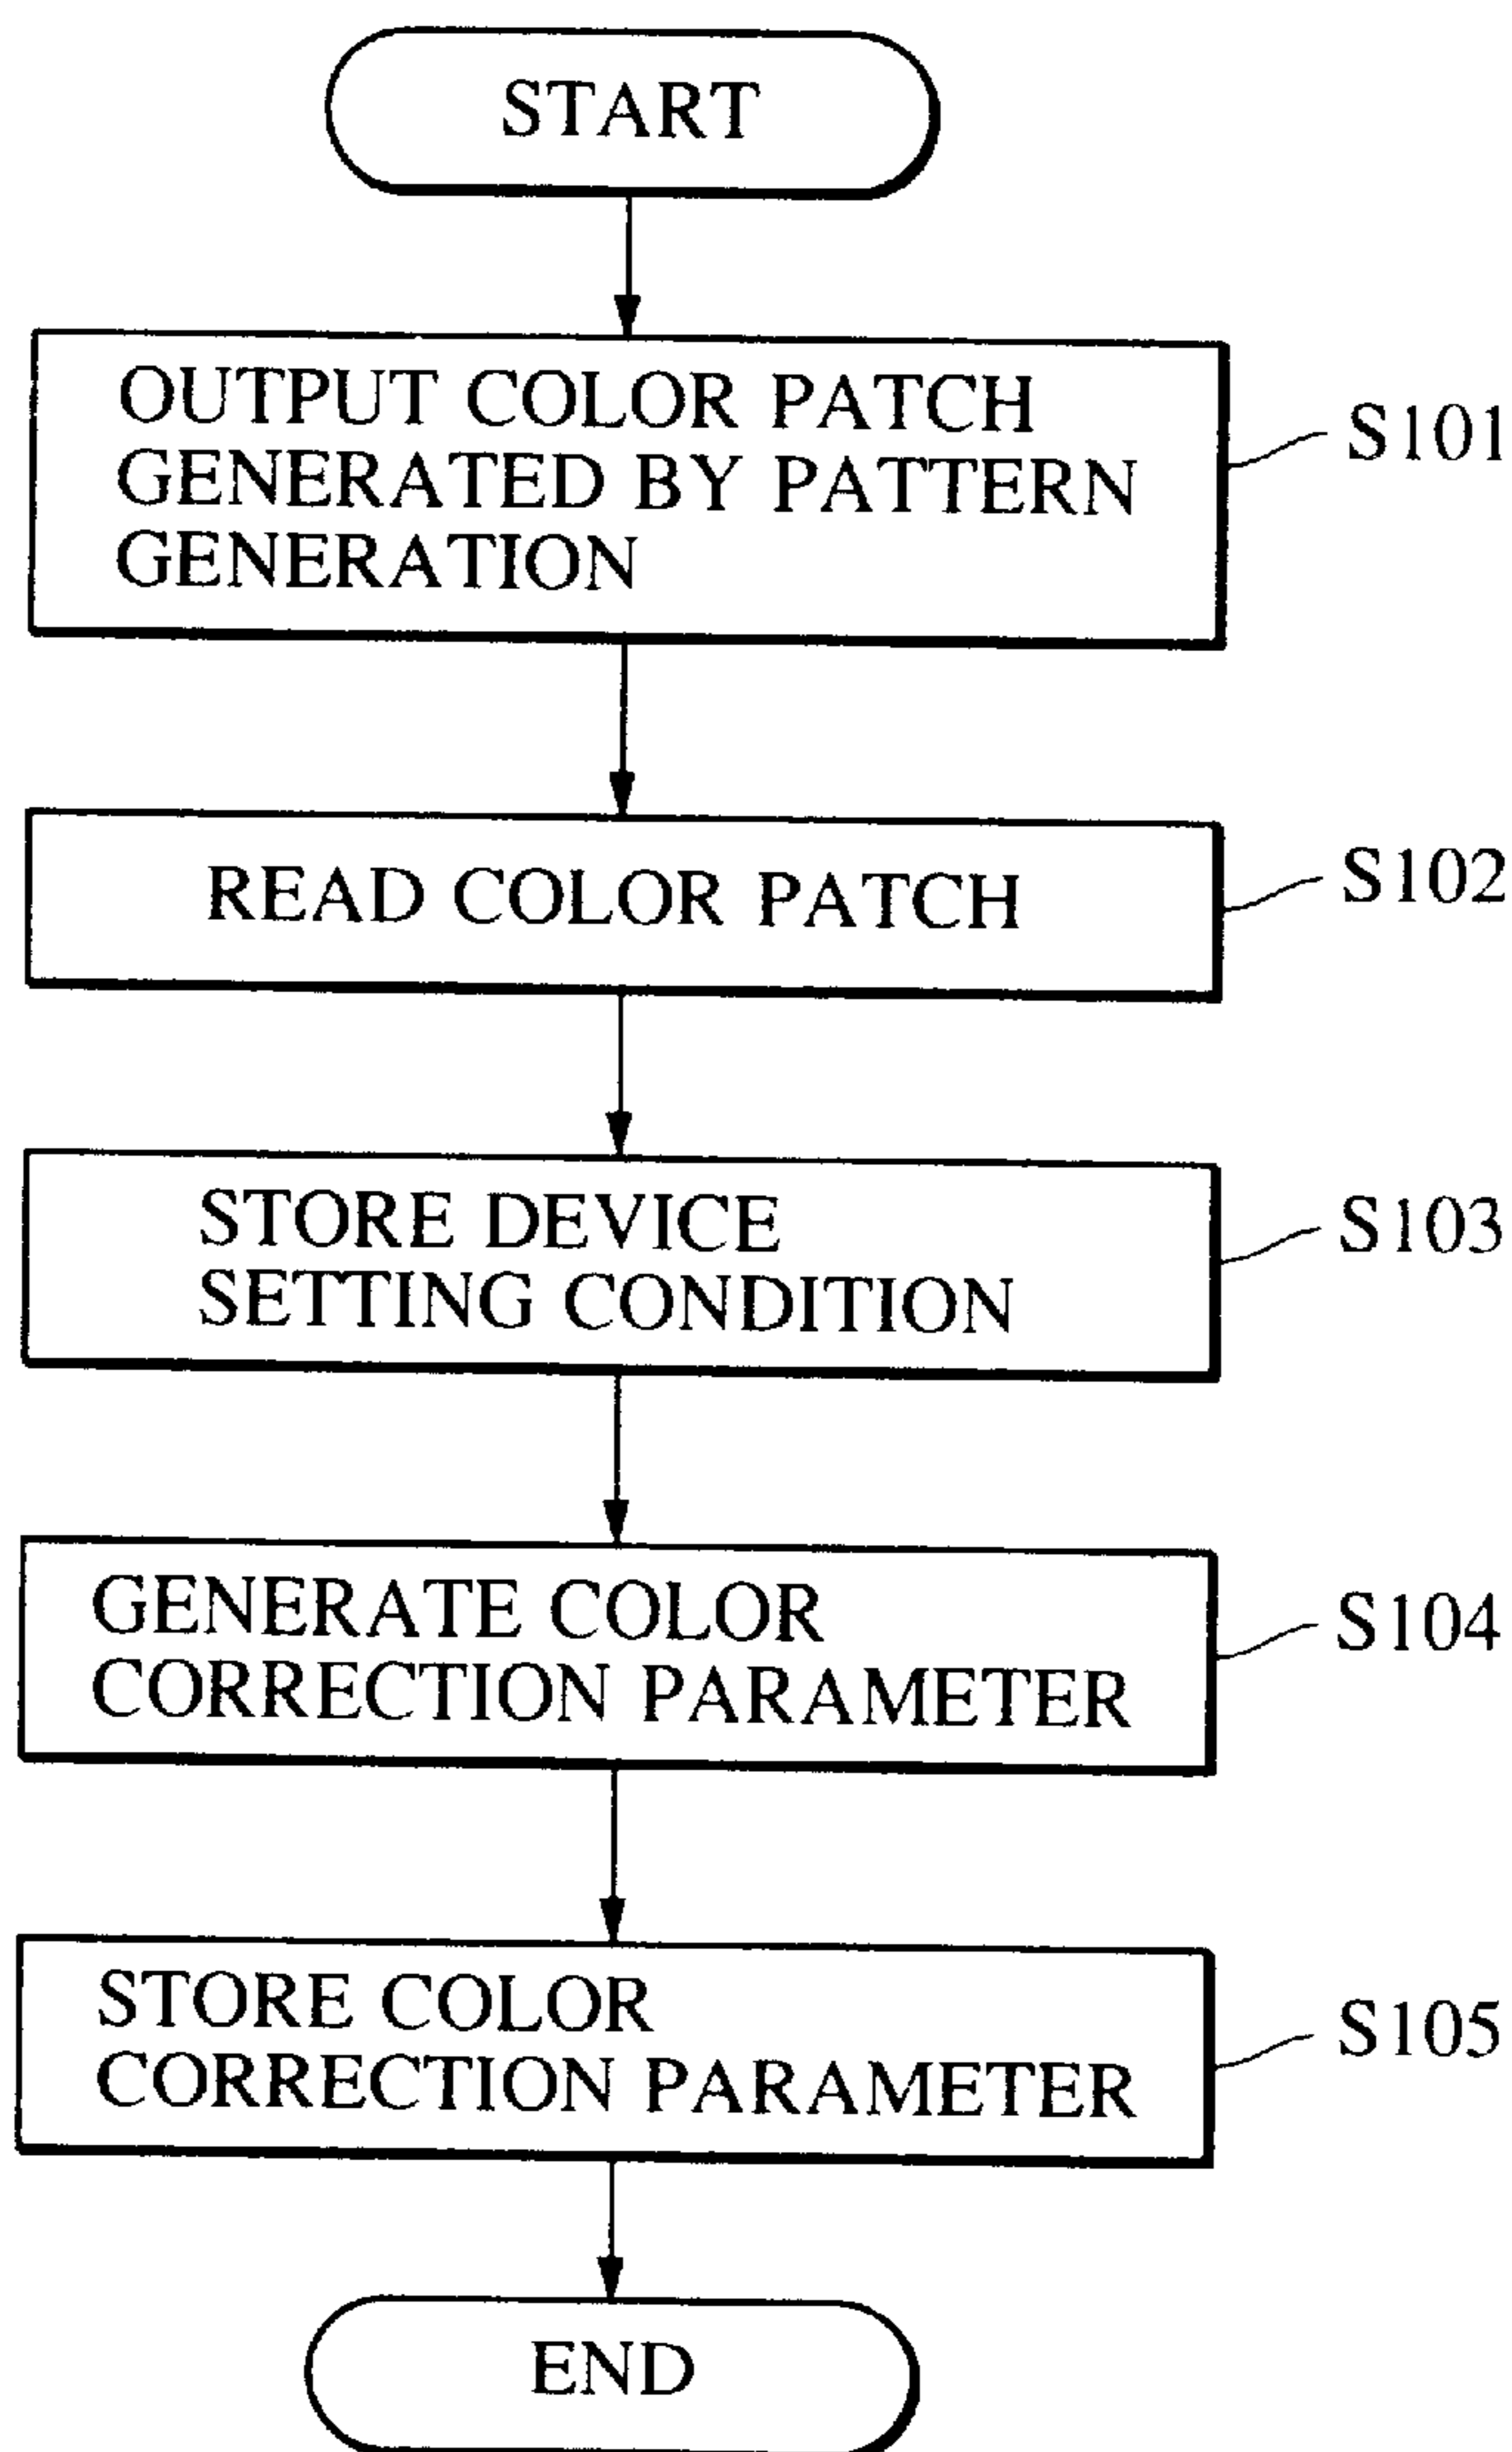 START
OUTPUT COLOR PATCH
GENERATED BY PATTERN
GENERATION
S101
READ COLOR PATCH
S102
STORE DEVICE
SETTING CONDITION
S103
GENERATE COLOR
CORRECTION PARAMETER
S104
STORE COLOR
CORRECTION PARAMETER
S105
END